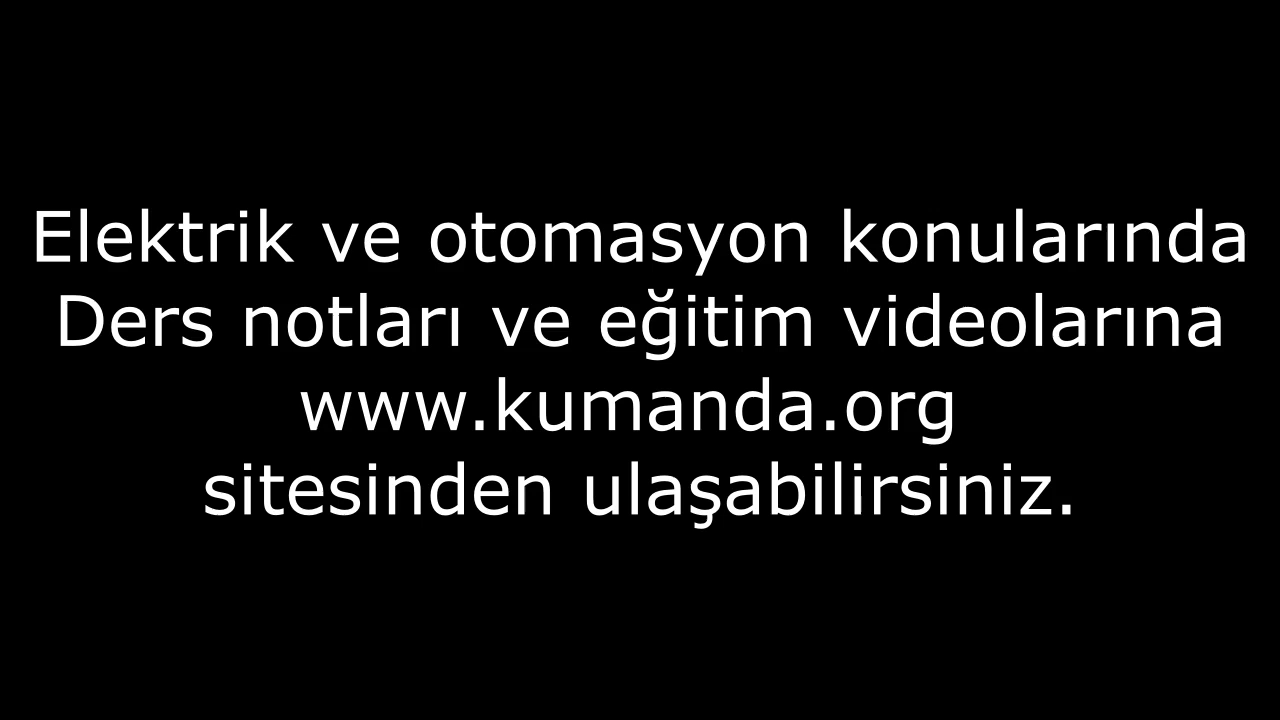 Elektrik ve otomasyon konularında
Ders notları ve eğitim videolarına
www.kumanda.org
sitesinden ulaşabilirsiniz.